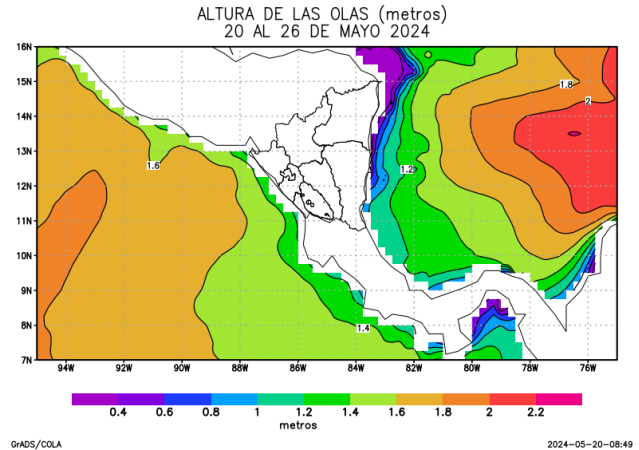 ALTURA DE LAS OLAS (metros)
20 AL 26 DE MAYO 2024
16N
15N
14N
13N
12N
11N
10N
9N
8N
7N
1.8
2
1.6
1.2
1.4
94W 92W 90W 88W 86W 84W 82W 80W 78W 76W
0.4 0.6 0.8 1 1.2 1.4 1.6 1.8 2 2.2
metros
GrADS/COLA
2024-05-20-08:49